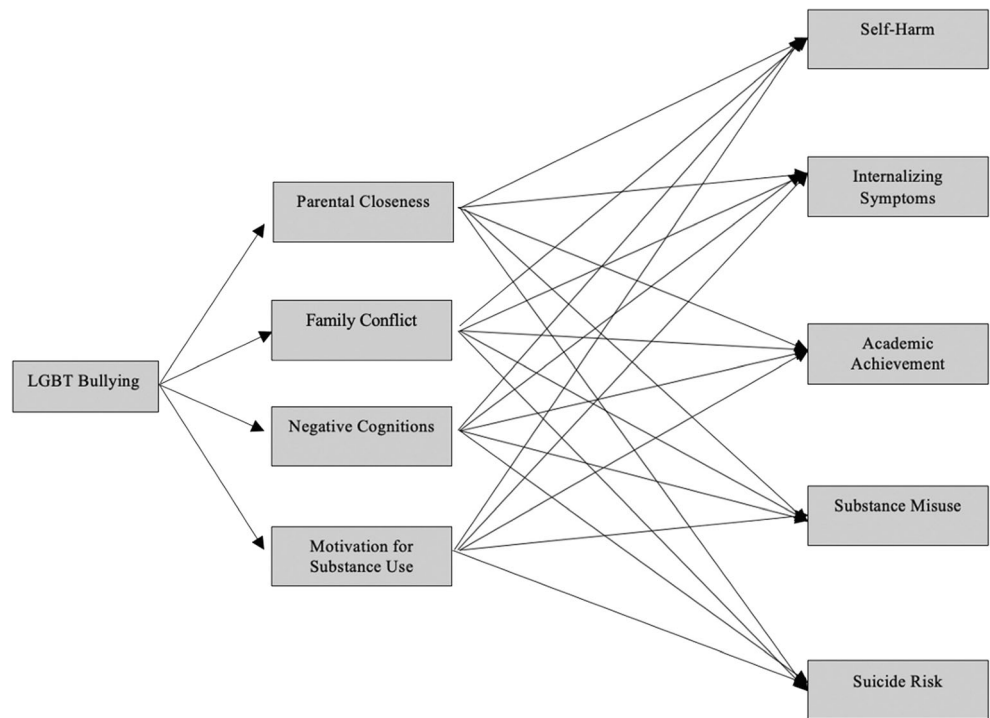 LGBT Bullying
Parental Closeness
Family Conflict
Negative Cognitions
Motivation for
Substance Use
Self-Harm
Internalizing
Symptoms
Academic
Achievement
Substance Misuse
Suicide Risk